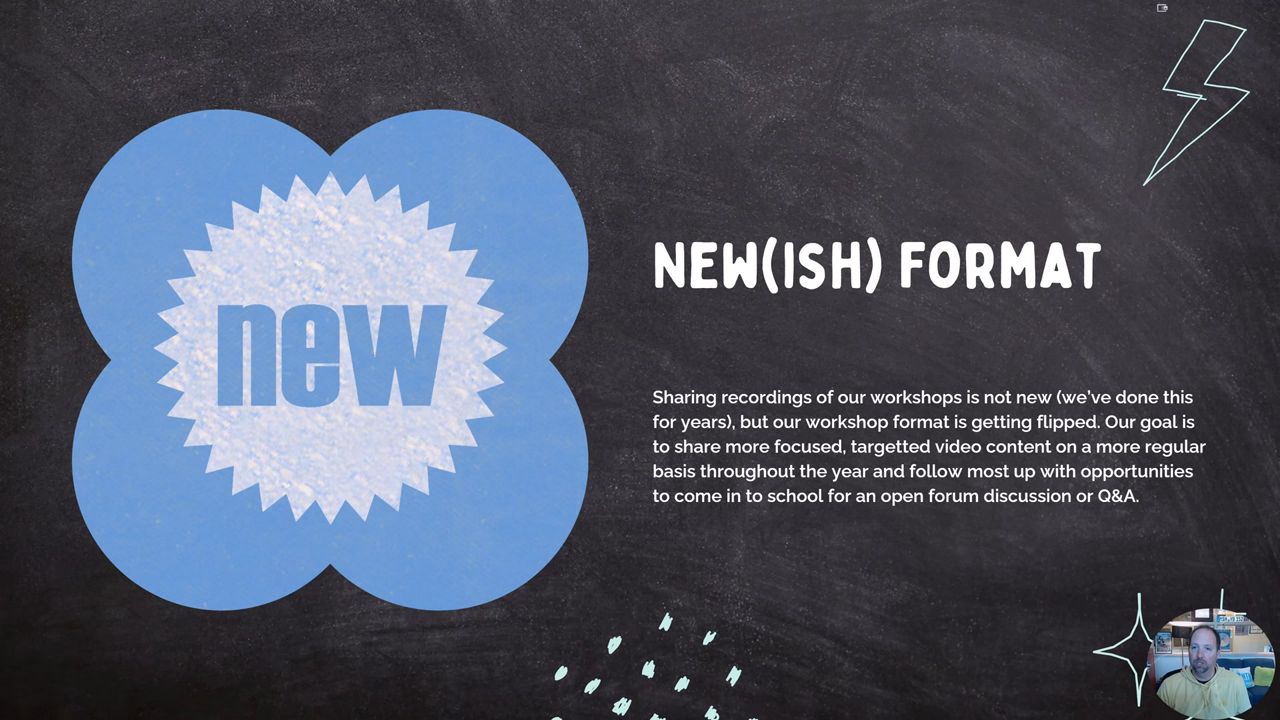 new
NEW(ISH) FORMAT
Sharing recordings of our workshops is not new (we've done this
for years), but our workshop format is getting flipped. Our goal is
to share more focused, targetted video content on a more regular
basis throughout the year and follow most up with opportunities
to come in to school for an open forum discussion or Q&A.